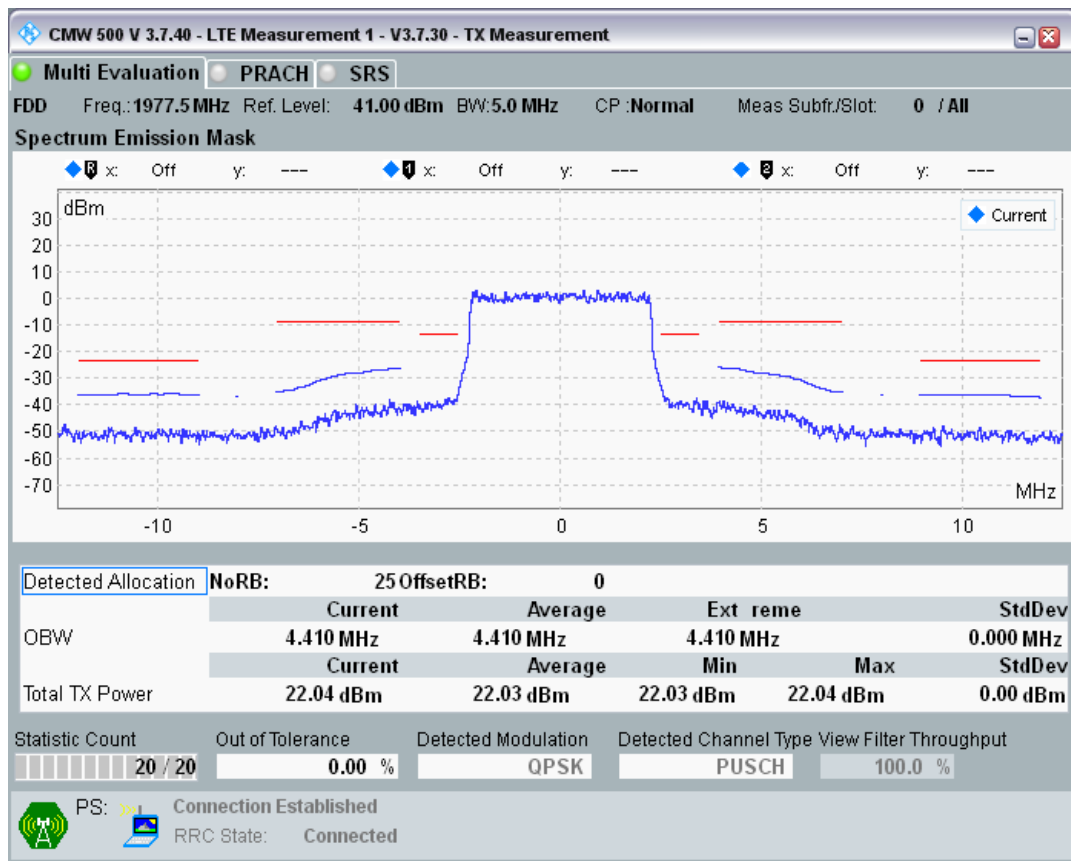 CMW 500 V 3.7.40 - LTE Measurement 1 - V3.7.30 - TX Measurement
Multi Evaluation PRACH SRS
FDD Freq.:1977.5 MHz Ref. Level: 41.00 dBm BW:5.0 MHz CP :Normal Meas Subfr./Slot: 0 / All
Spectrum Emission Mask
R x: Off y: --- 1 x: Off y: --- 2 x: Off y: ---
dBm
Current
30
20
10
0
-10
-20
-30
-40
-50
-60
-70
MHz
-10 -5 0 5 10
Detected Allocation NoRB: 25 OffsetRB: 0
Current Average Ext reme StdDev
OBW 4.410 MHz 4.410 MHz 4.410 MHz 0.000 MHz
Current Average Min Max StdDev
Total TX Power 22.04 dBm 22.03 dBm 22.03 dBm 22.04 dBm 0.00 dBm
Statistic Count Out of Tolerance Detected Modulation Detected Channel Type View Filter Throughput
20 / 20 0.00 % QPSK PUSCH 100.0 %
PS: Connection Established
RRC State: Connected